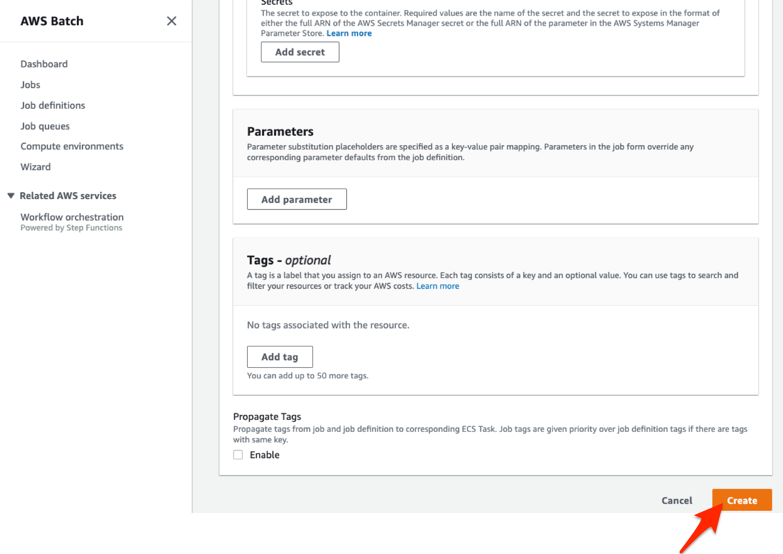 AWS Batch
Dashboard
Jobs
Job definitions
Job queues
Compute environments
Wizard
Related AWS services
Workflow orchestration
Powered by Step Functions
Secrets
The secret to expose to the container. Required values are the name of the secret and the secret to expose in the format of
either the full ARN of the AWS Secrets Manager secret or the full ARN of the parameter in the AWS Systems Manager
Parameter Store. Learn more
Add secret
Parameters
Parameter substitution placeholders are specified as a key-value pair mapping. Parameters in the job form override any
corresponding parameter defaults from the job definition.
Add parameter
Tags - optional
A tag is a label that you assign to an AWS resource. Each tag consists of a key and an optional value. You can use tags to search and
filter your resources or track your AWS costs. Learn more
No tags associated with the resource.
Add tag
You can add up to 50 more tags.
Propagate Tags
Propagate tags from job and job definition to corresponding ECS Task. Job tags are given priority over job definition tags if there are tags
with same key.
Enable
Cancel
Create